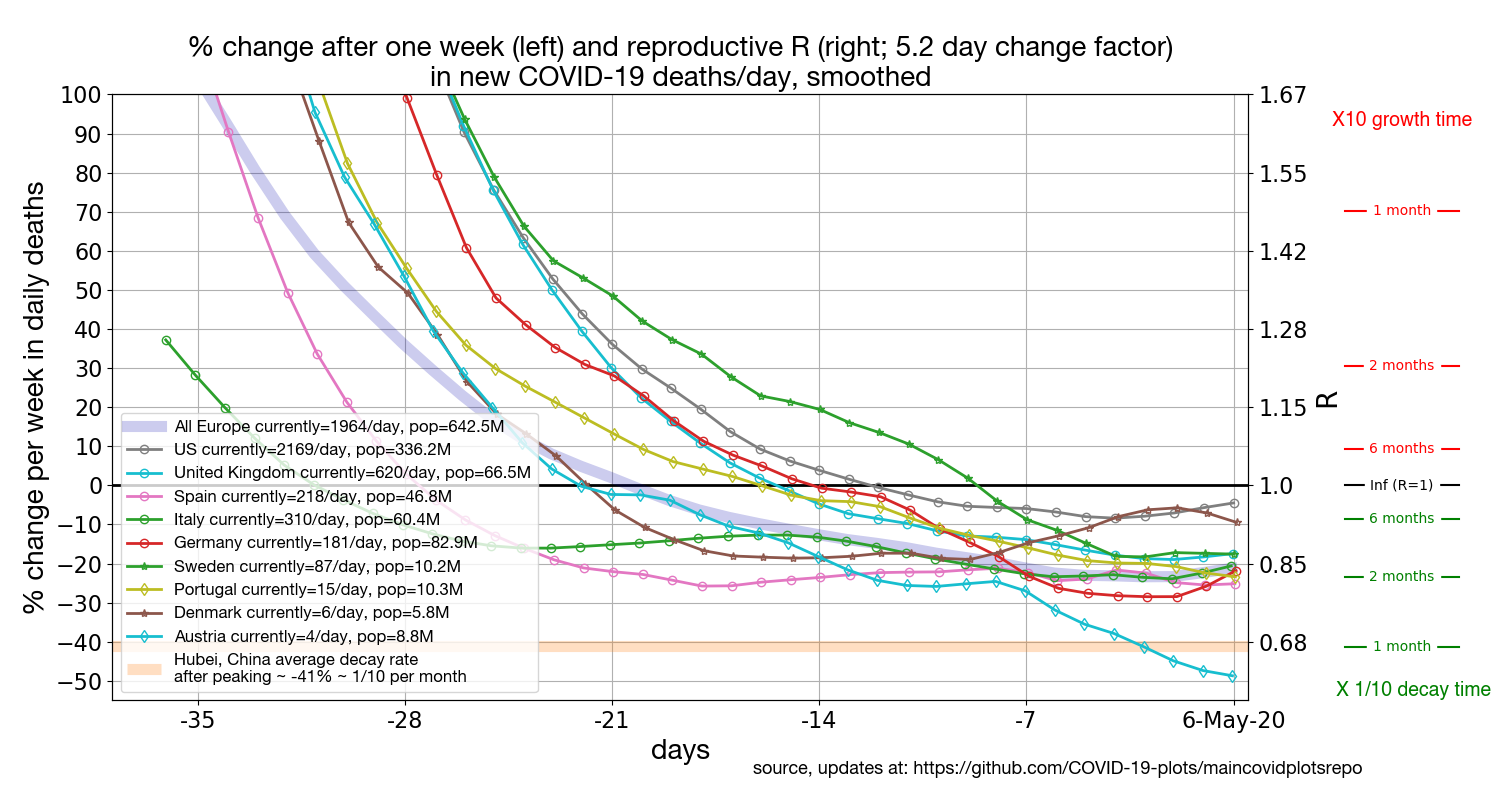 % change after one week (left) and reproductive R (right; 5.2 day change factor)
in new COVID-19 deaths/day, smoothed
% change per week in daily deaths
100
90
80
70
60
50
40
30
20
10
0
−10
−20
−30
−40
−50
All Europe currently=1964/day, pop=642.5M
US currently=2169/day, pop=336.2M
United Kingdom currently=620/day, pop=66.5M
Spain currently=218/day, pop=46.8M
Italy currently=310/day, pop=60.4M
Germany currently=181/day, pop=82.9M
Sweden currently=87/day, pop=10.2M
Portugal currently=15/day, pop=10.3M
Denmark currently=6/day, pop=5.8M
Austria currently=4/day, pop=8.8M
Hubei, China average decay rate
after peaking ~ -41% ~ 1/10 per month
-35 -28 -21 -14 -7 6-May-20
days
1.67
1.55
1.42
1.28
1.15
1.0
0.85
0.68
R
X10 growth time
1 month
2 months
6 months
Inf (R=1)
6 months
2 months
1 month
X 1/10 decay time
source, updates at: https://github.com/COVID-19-plots/maincovidplotsrepo